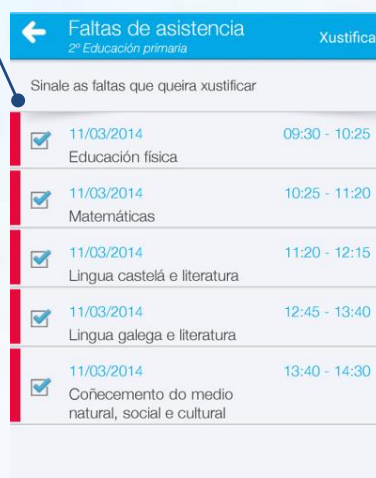 Faltas de asistencia
2º Educación primaria
Xustifica
Sinale as faltas que queira xustificar
11/03/2014 09:30 - 10:25
Educación física
11/03/2014 10:25 - 11:20
Matemáticas
11/03/2014 11:20 - 12:15
Lingua castelá e literatura
11/03/2014 12:45 - 13:40
Lingua galega e literatura
11/03/2014 13:40 - 14:30
Coñecemento do medio
natural, social e cultural